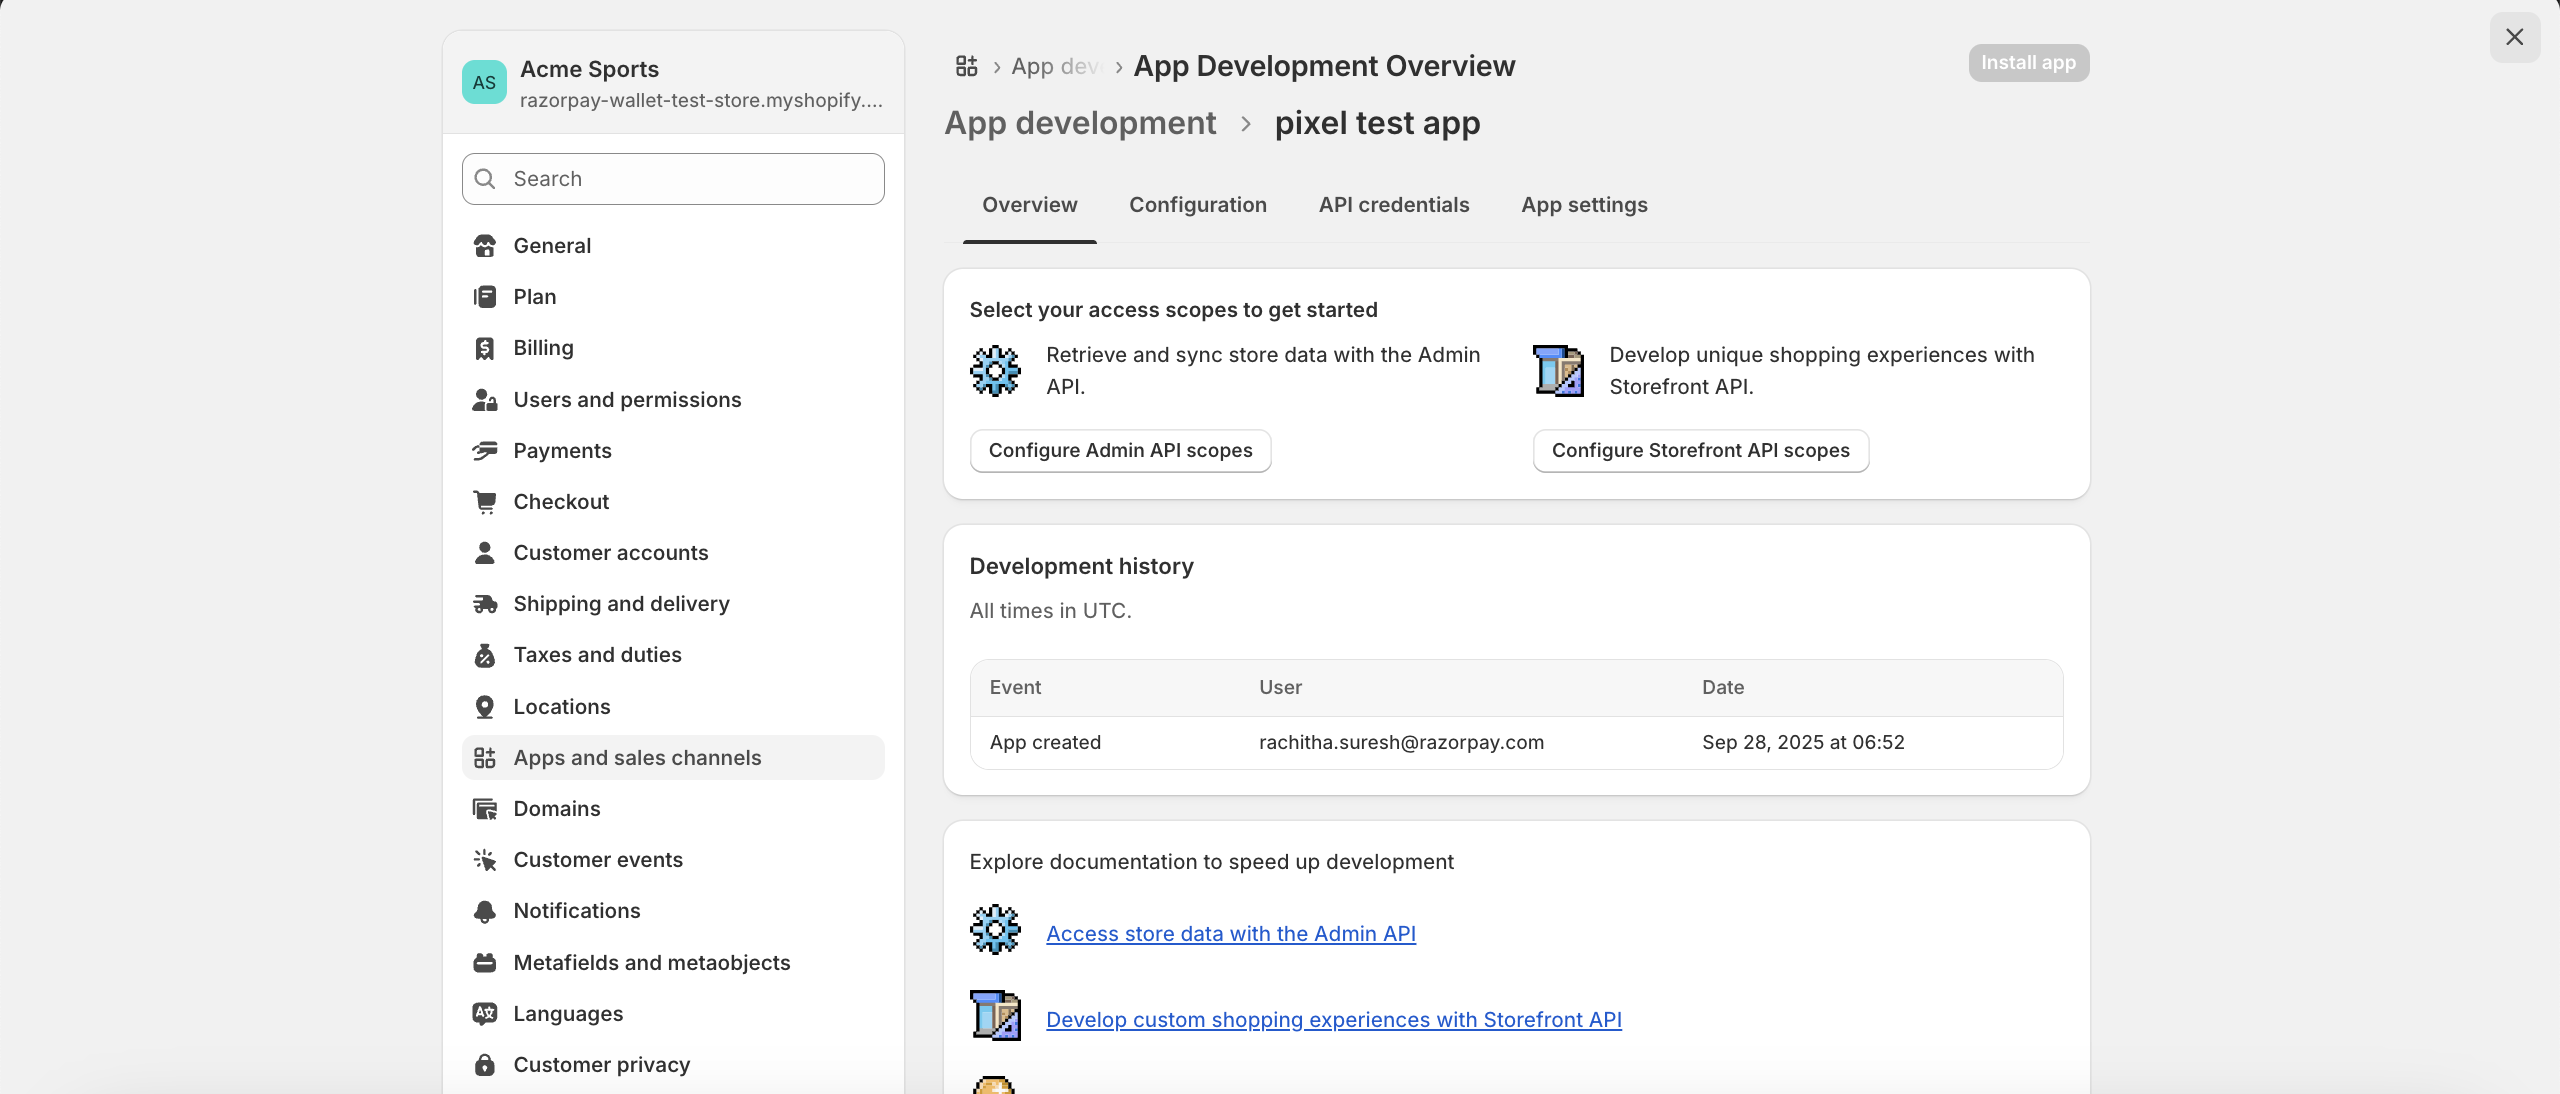 AS
Acme Sports
razorpay-wallet-test-store.myshopify....
Search
General
Plan
Billing
Users and permissions
Payments
Checkout
Customer accounts
Shipping and delivery
Taxes and duties
Locations
Apps and sales channels
Domains
Customer events
Notifications
Metafields and metaobjects
Languages
Customer privacy
App dev
App Development Overview
Install app
App development
pixel test app
Overview
Configuration
API credentials
App settings
Select your access scopes to get started
Retrieve and sync store data with the Admin
API.
Configure Admin API scopes
Develop unique shopping experiences with
Storefront API.
Configure Storefront API scopes
Development history
All times in UTC.
Event User Date
App created rachitha.suresh@razorpay.com Sep 28, 2025 at 06:52
Explore documentation to speed up development
Access store data with the Admin API
Develop custom shopping experiences with Storefront API